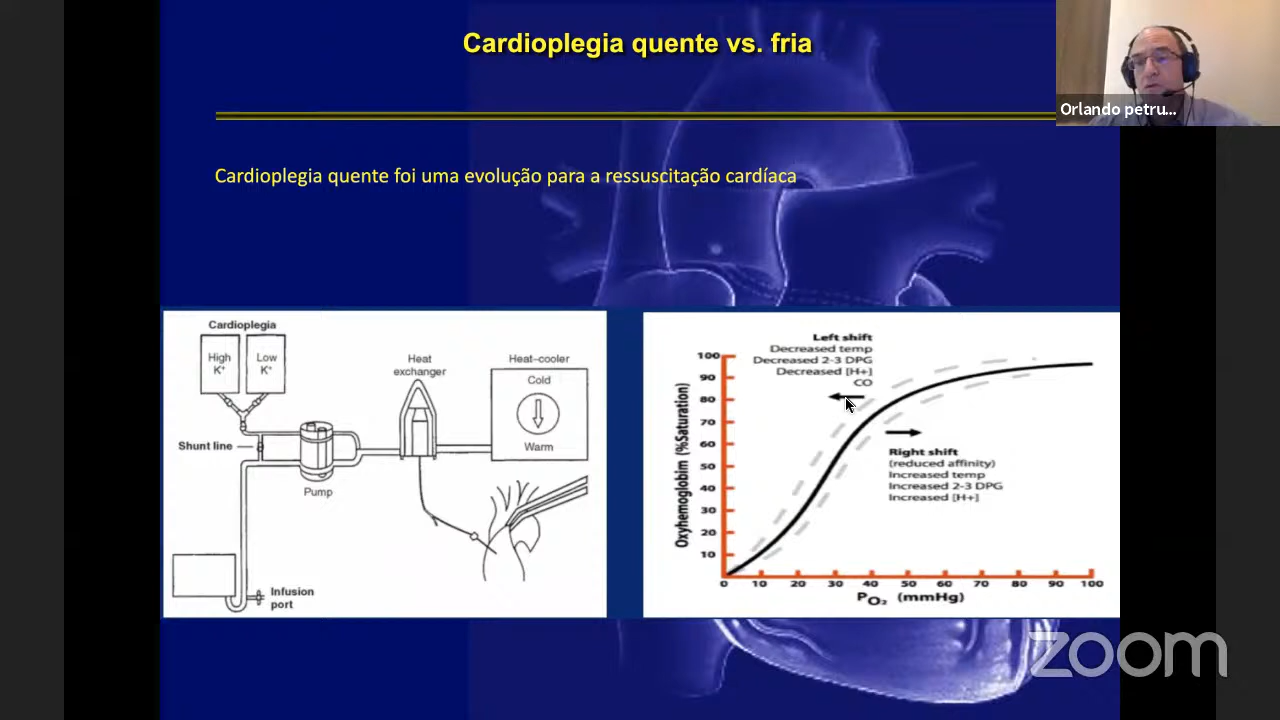 Cardioplegia quente vs. fria
Orlando petru...
Cardioplegia quente foi uma evolução para a ressuscitação cardíaca
Cardioplegia
High K+
Low K+
Shunt line
Pump
Heat exchanger
Heat-cooler
Cold
Warm
Infusion port
Oxyhemoglobim (%Saturation)
100
90
80
70
60
50
40
30
20
10
Left shift
Decreased temp
Decreased 2-3 DPG
Decreased [H+]
CO
Right shift
(reduced affinity)
Increased temp
Increased 2-3 DPG
Increased [H+]
0 10 20 30 40 50 60 70 80 90 100
PO2 (mmHg)
zoom